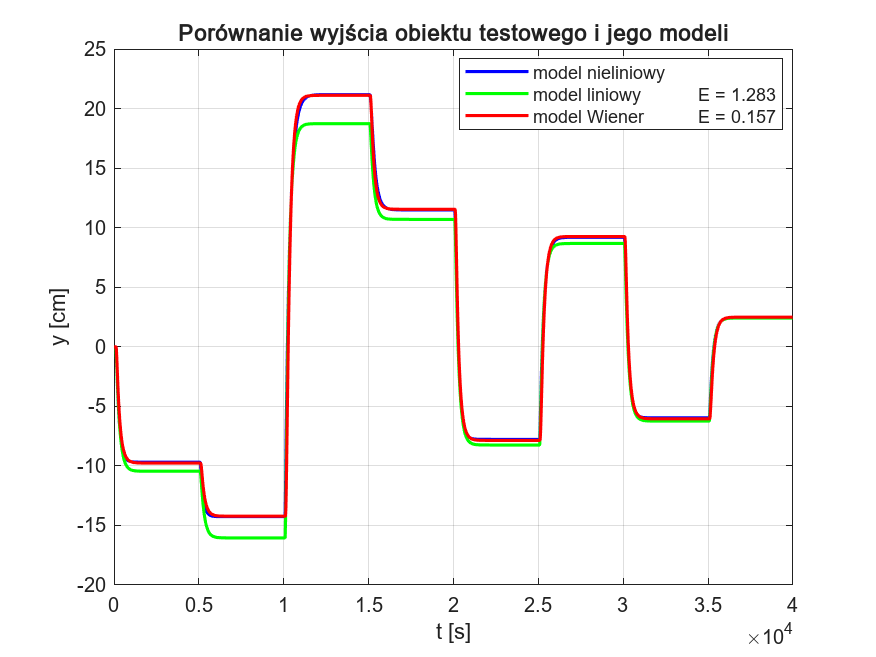 Porównanie wyjścia obiektu testowego i jego modeli
25
20
15
10
5
0
-5
-10
-15
-20
y [cm]
model nieliniowy
model liniowy E = 1.283
model Wiener E = 0.157
0 0.5 1 1.5 2 2.5 3 3.5 4
t [s]
×10⁴